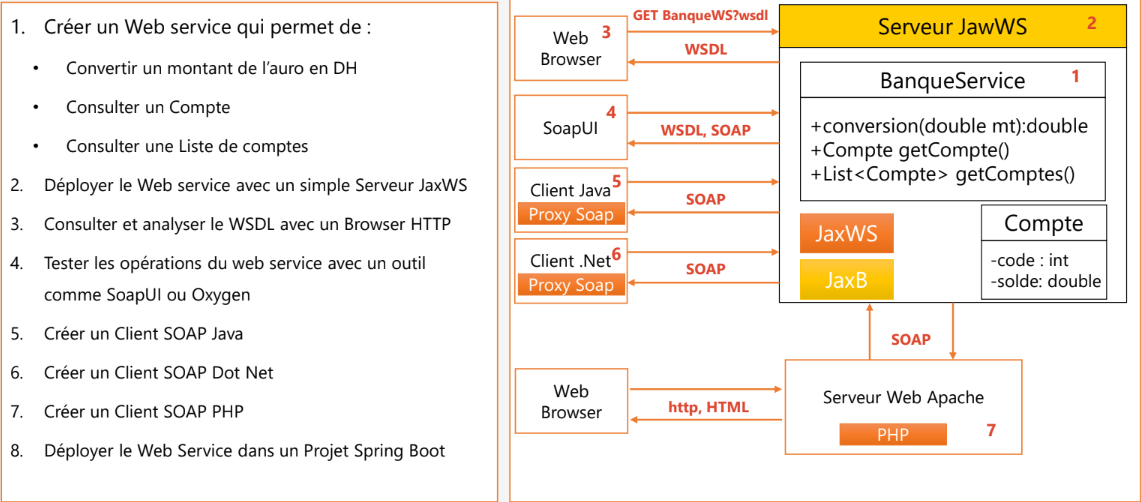 1. Créer un Web service qui permet de :
• Convertir un montant de l'auro en DH
• Consulter un Compte
• Consulter une Liste de comptes
2. Déployer le Web service avec un simple Serveur JaxWS
3. Consulter et analyser le WSDL avec un Browser HTTP
4. Tester les opérations du web service avec un outil
comme SoapUI ou Oxygen
5. Créer un Client SOAP Java
6. Créer un Client SOAP Dot Net
7. Créer un Client SOAP PHP
8. Déployer le Web Service dans un Projet Spring Boot
Web 3
Browser
GET BanqueWS?wsdl
WSDL
SoapUI 4
WSDL, SOAP
Client Java 5
Proxy Soap
SOAP
Client .Net 6
Proxy Soap
SOAP
Serveur JawWS 2
BanqueService 1
+conversion(double mt):double
+Compte getCompte()
+List<Compte> getComptes()
JaxWS
JaxB
Compte
-code : int
-solde: double
SOAP
Web
Browser
http, HTML
Serveur Web Apache
PHP 7